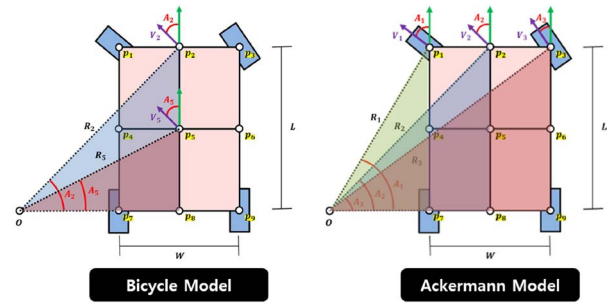 A₂
V₂
p₁
p₂
p₃
R₂
A₅
V₅
p₄
p₅
p₆
R₅
L
A₂
A₅
O
p₇
p₈
p₉
W
Bicycle Model
A₁
A₂
A₃
V₁
V₂
V₃
p₁
p₂
p₃
R₁
R₂
R₃
p₄
p₅
p₆
L
A₁
A₂
A₃
O
p₇
p₈
p₉
W
Ackermann Model